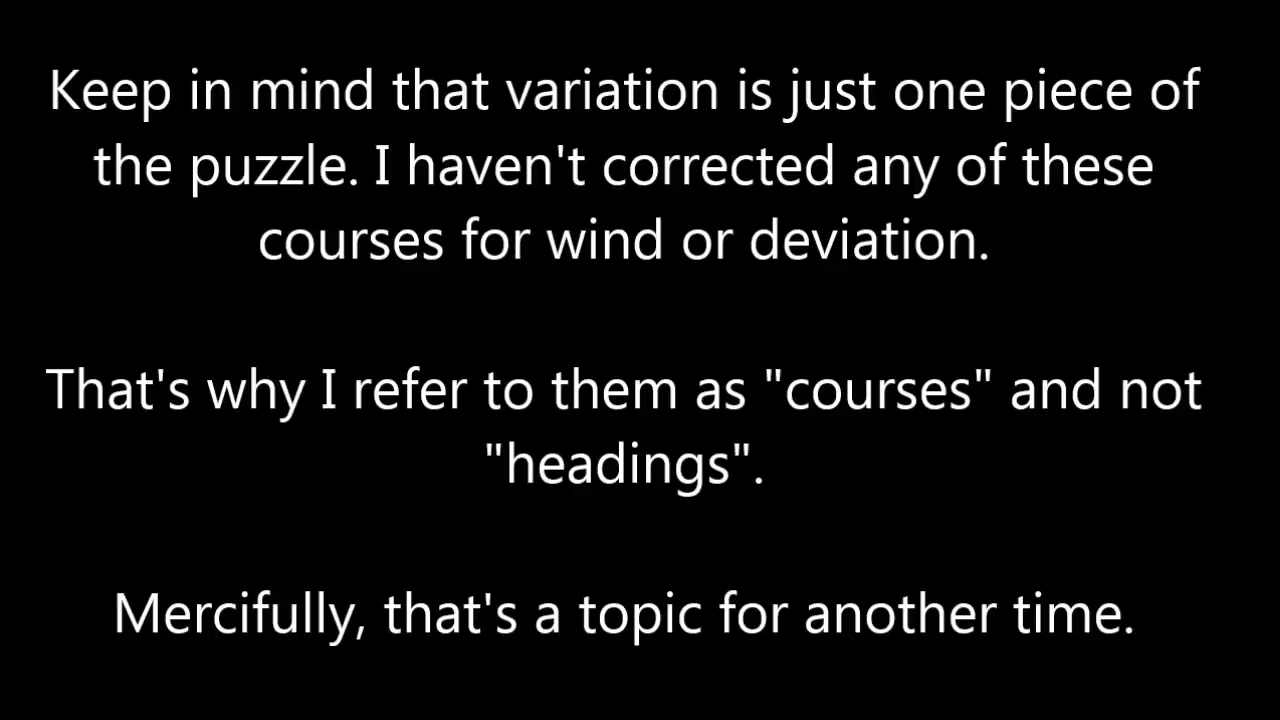 Keep in mind that variation is just one piece of
the puzzle. I haven't corrected any of these
courses for wind or deviation.
That's why I refer to them as "courses" and not
"headings".
Mercifully, that's a topic for another time.